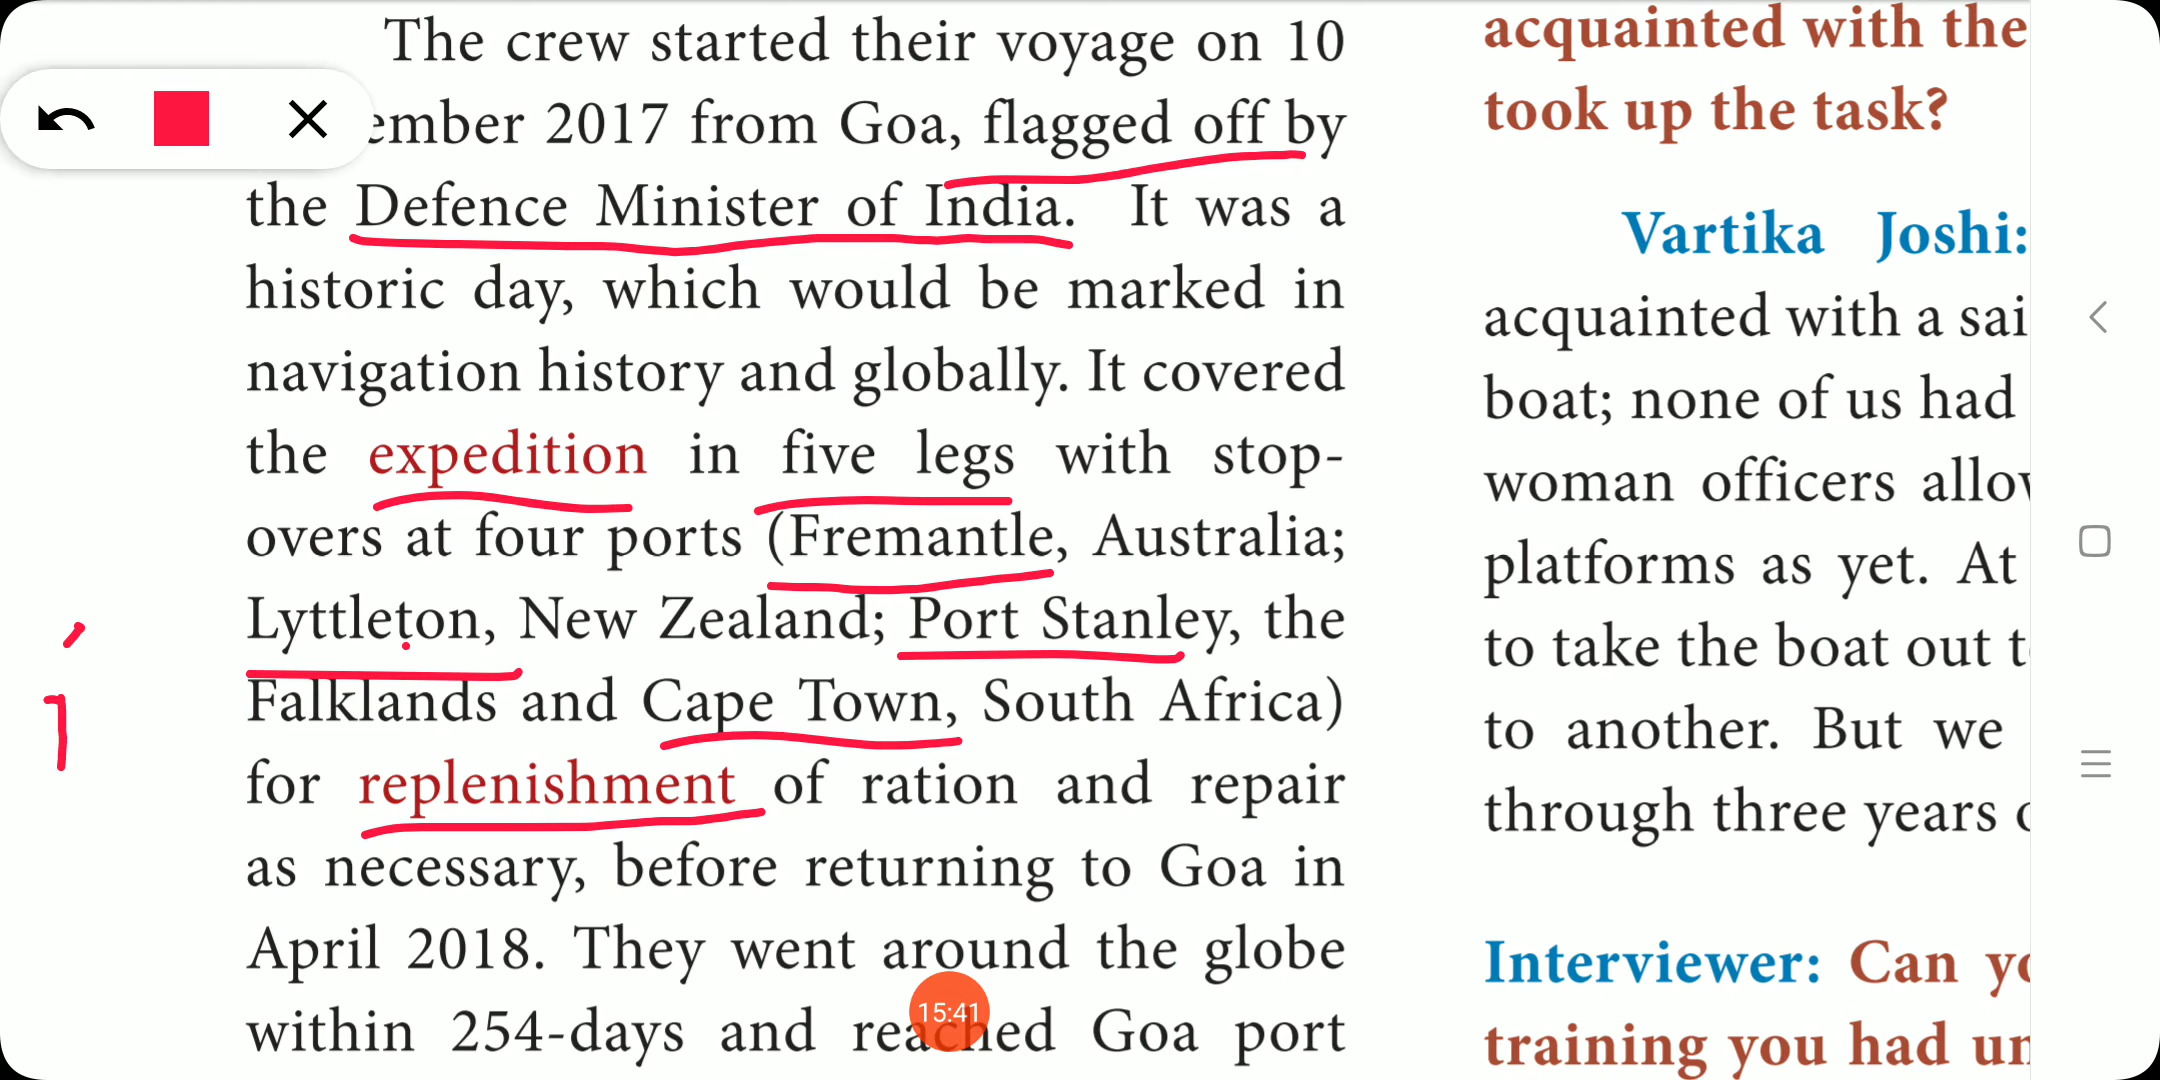 The crew started their voyage on 10
ember 2017 from Goa, flagged off by
the Defence Minister of India. It was a
historic day, which would be marked in
navigation history and globally. It covered
the expedition in five legs with stop-
overs at four ports (Fremantle, Australia;
Lyttleton, New Zealand; Port Stanley, the
Falklands and Cape Town, South Africa)
for replenishment of ration and repair
as necessary, before returning to Goa in
April 2018. They went around the globe
within 254-days and reached Goa port
15:41
acquainted with the
took up the task?
Vartika Joshi:
acquainted with a sai
boat; none of us had
woman officers allo
platforms as yet. At
to take the boat out t
to another. But we
through three years
Interviewer: Can yo
training you had un
1